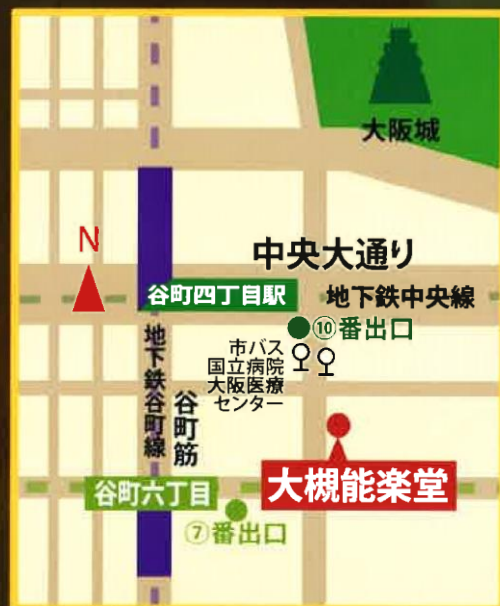 大阪城
N
中央大通り
谷町四丁目駅
地下鉄中央線
⑩番出口
市バス
国立病院
大阪医療
センター
地下鉄谷町線
谷町筋
大槻能楽堂
谷町六丁目
⑦番出口